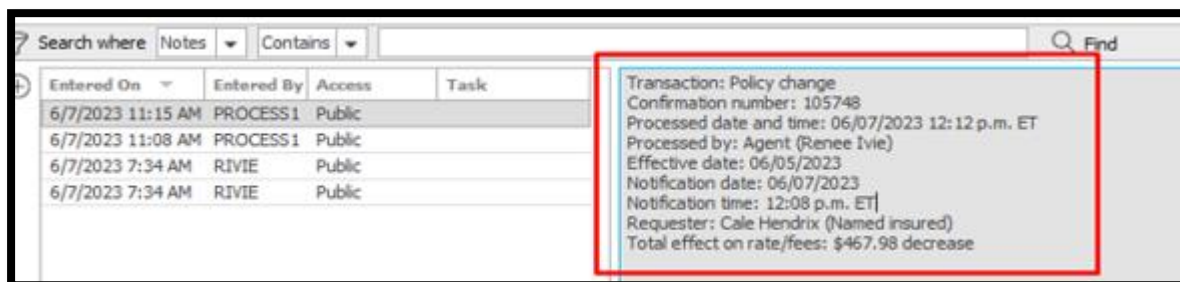 Search where Notes Contains Find
Entered On Entered By Access Task
6/7/2023 11:15 AM PROCESS1 Public
6/7/2023 11:08 AM PROCESS1 Public
6/7/2023 7:34 AM RIVIE Public
6/7/2023 7:34 AM RIVIE Public
Transaction: Policy change
Confirmation number: 105748
Processed date and time: 06/07/2023 12:12 p.m. ET
Processed by: Agent (Renee Ivie)
Effective date: 06/05/2023
Notification date: 06/07/2023
Notification time: 12:08 p.m. ET
Requester: Cale Hendrix (Named insured)
Total effect on rate/fees: $467.98 decrease